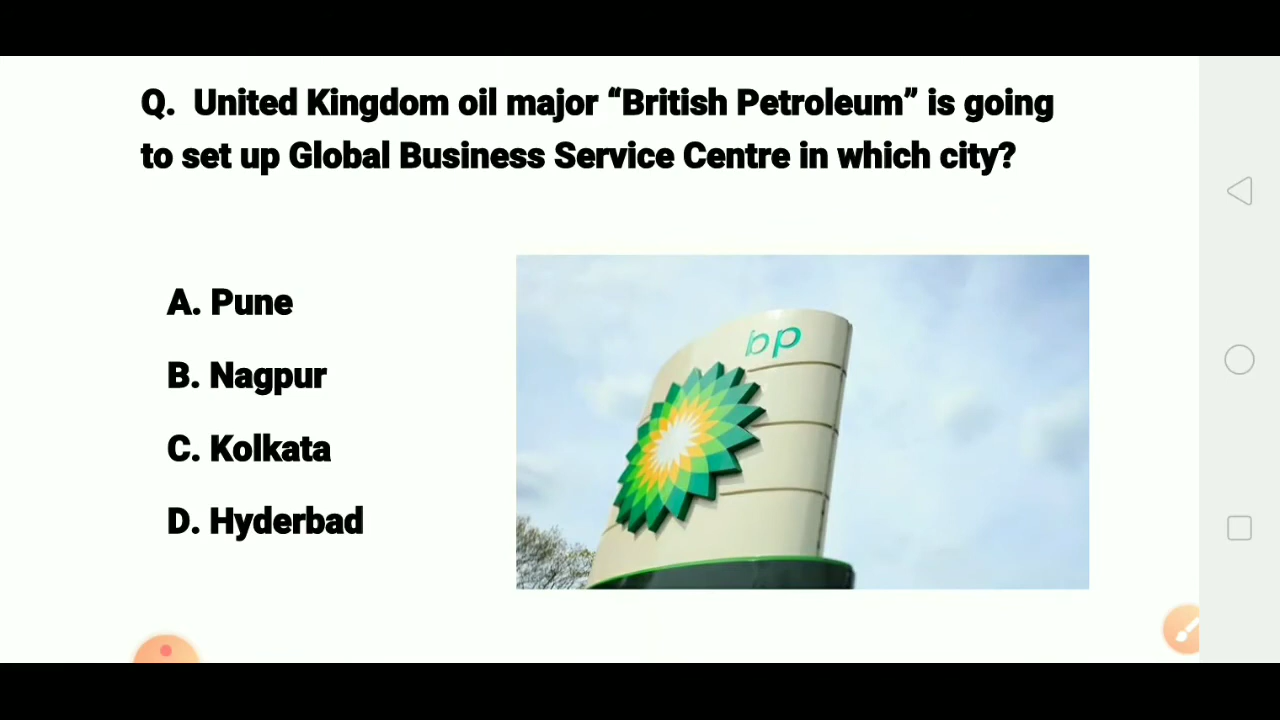 Q. United Kingdom oil major “British Petroleum” is going
to set up Global Business Service Centre in which city?
A. Pune
B. Nagpur
C. Kolkata
D. Hyderbad
bp